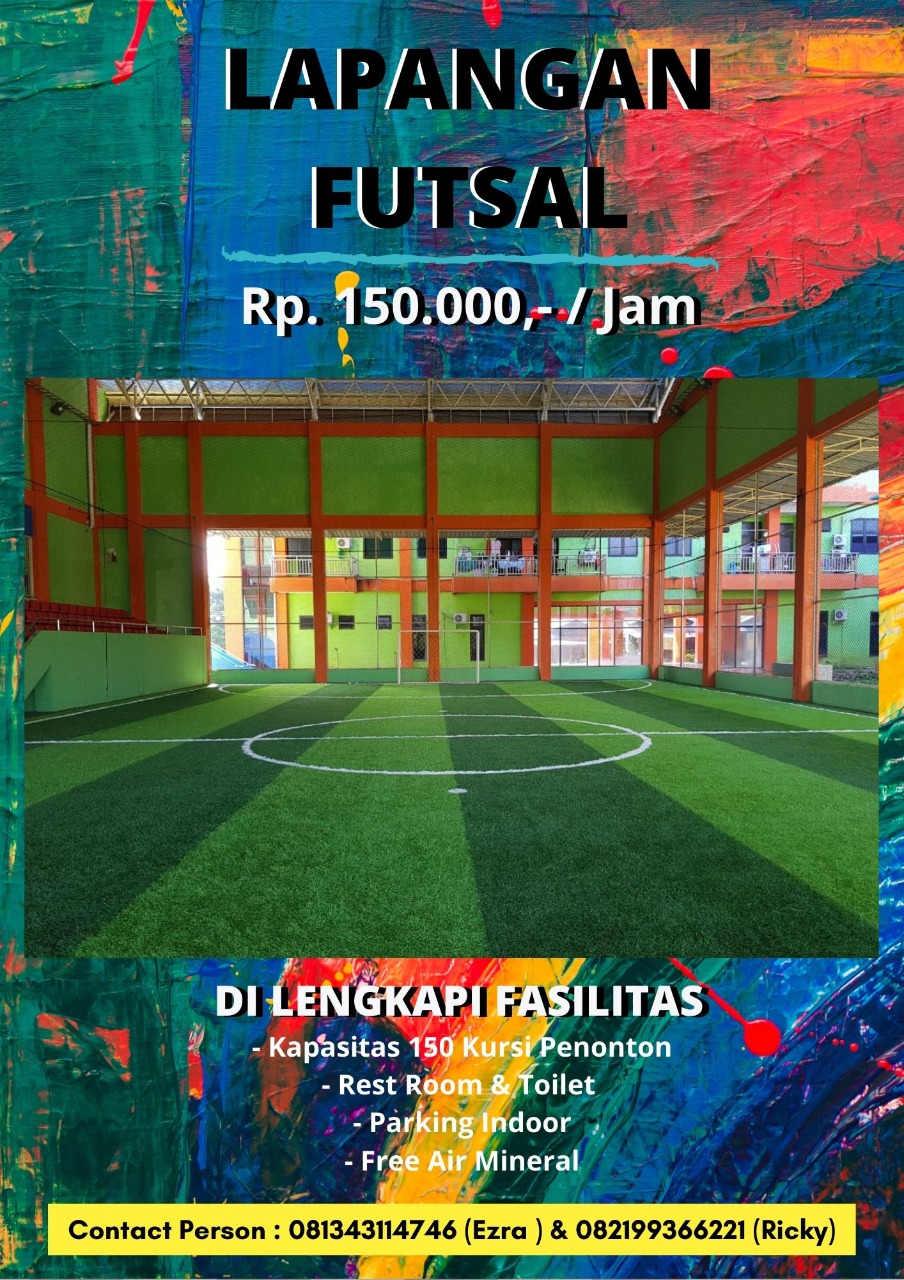 LAPANGAN
FUTSAL
Rp. 150.000,- / Jam
DI LENGKAPI FASILITAS
- Kapasitas 150 Kursi Penonton
- Rest Room & Toilet
- Parking Indoor
- Free Air Mineral
Contact Person : 081343114746 (Ezra ) & 082199366221 (Ricky)